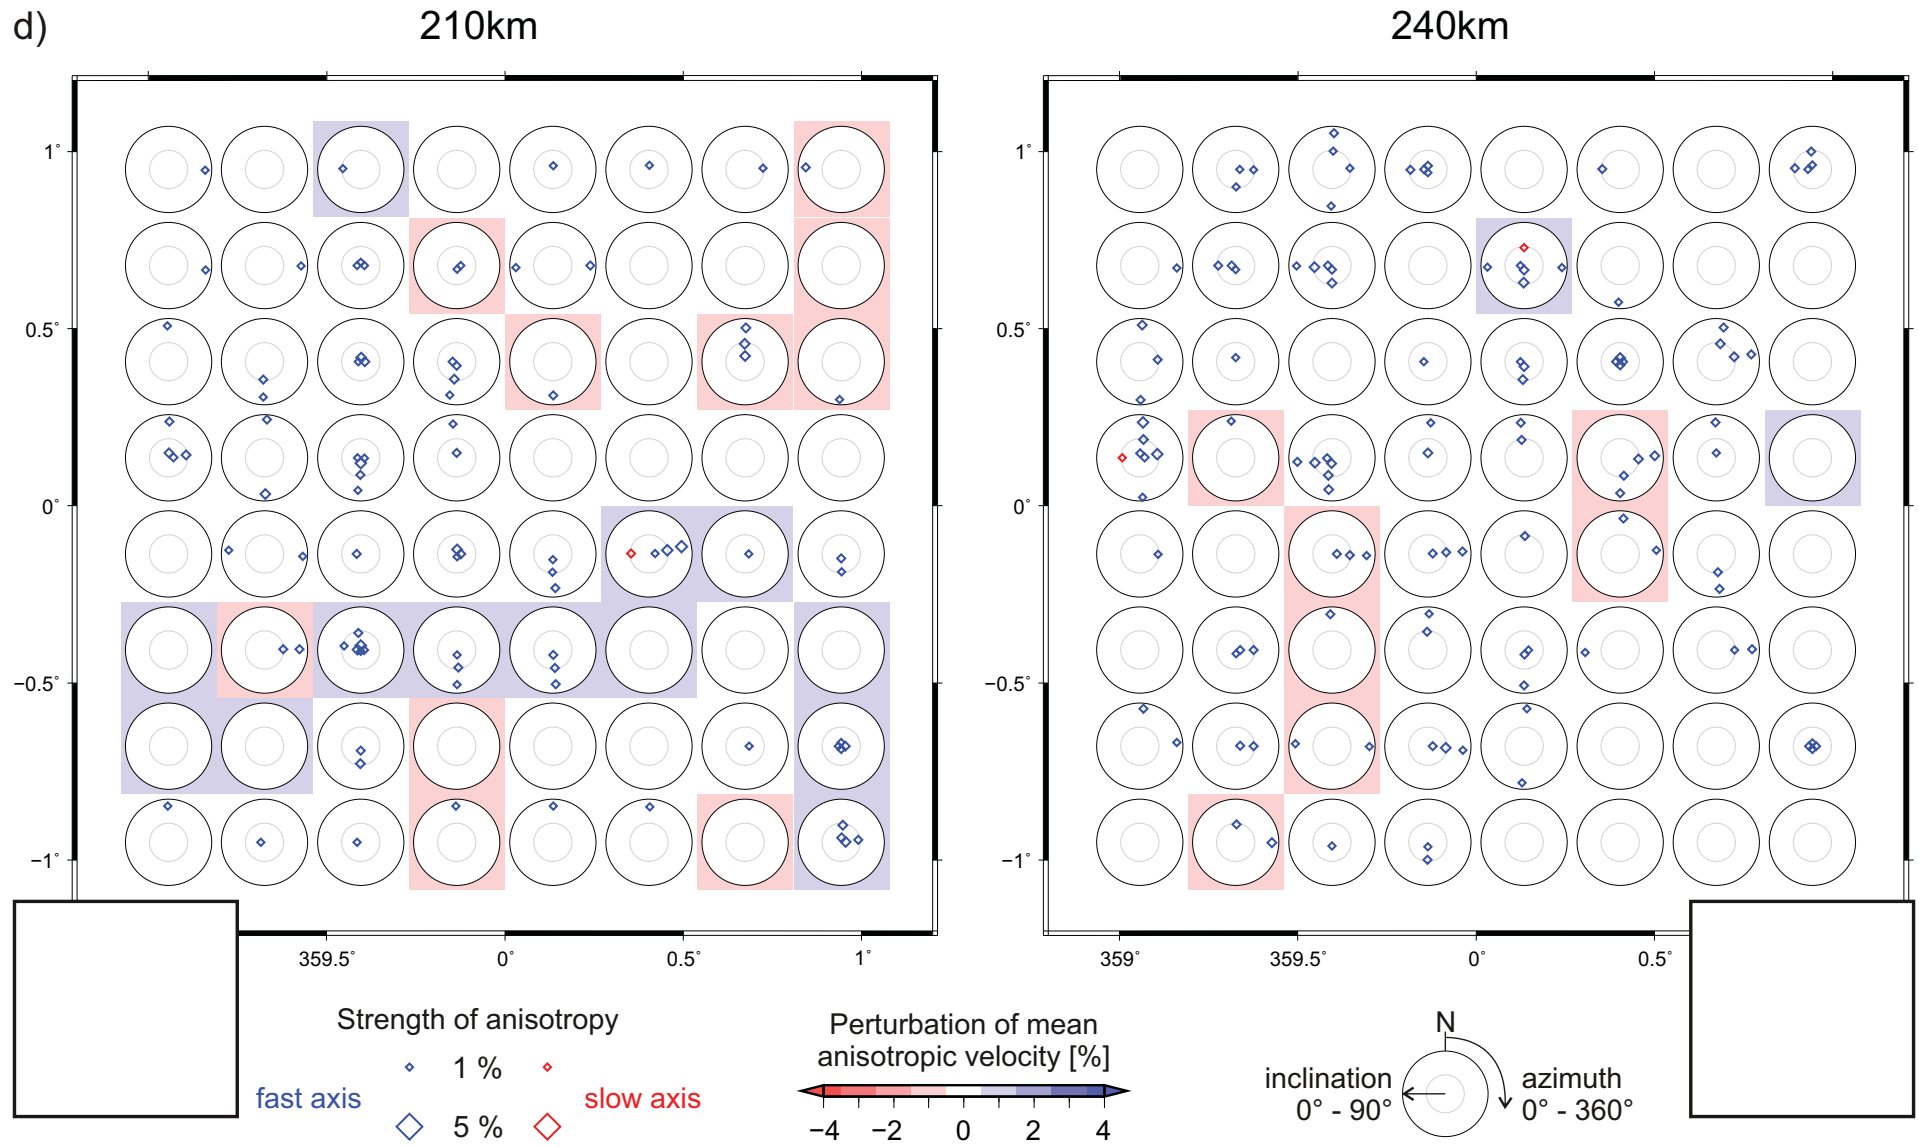 d)
210km
240km
1°
0.5°
0°
−0.5°
−1°
359.5°
0°
0.5°
1°
1°
0.5°
0°
−0.5°
−1°
359°
359.5°
0°
0.5°
Strength of anisotropy
1 %
fast axis
slow axis
5 %
Perturbation of mean
anisotropic velocity [%]
−4 −2 0 2 4
N
inclination
0° - 90°
azimuth
0° - 360°